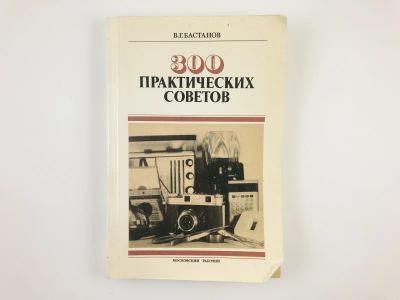 В.Г. БАСТАНОВ
300
ПРАКТИЧЕСКИХ
СОВЕТОВ
МОСКОВСКИЙ РАБОЧИЙ